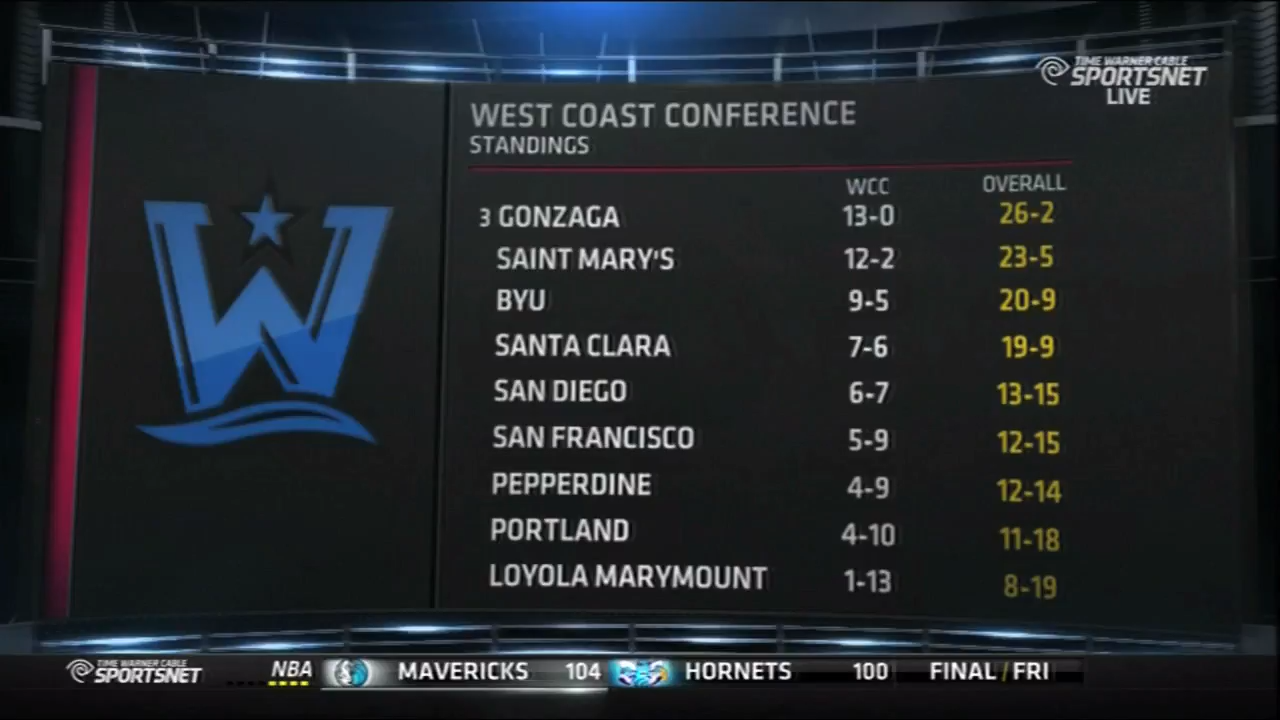 TIME WARNER CABLE
SPORTSNET
LIVE
WEST COAST CONFERENCE
STANDINGS
WCC OVERALL
3 GONZAGA 13-0 26-2
SAINT MARY'S 12-2 23-5
BYU 9-5 20-9
SANTA CLARA 7-6 19-9
SAN DIEGO 6-7 13-15
SAN FRANCISCO 5-9 12-15
PEPPERDINE 4-9 12-14
PORTLAND 4-10 11-18
LOYOLA MARYMOUNT 1-13 8-19
TIME WARNER CABLE
SPORTSNET NBA MAVERICKS 104 HORNETS 100 FINAL / FRI